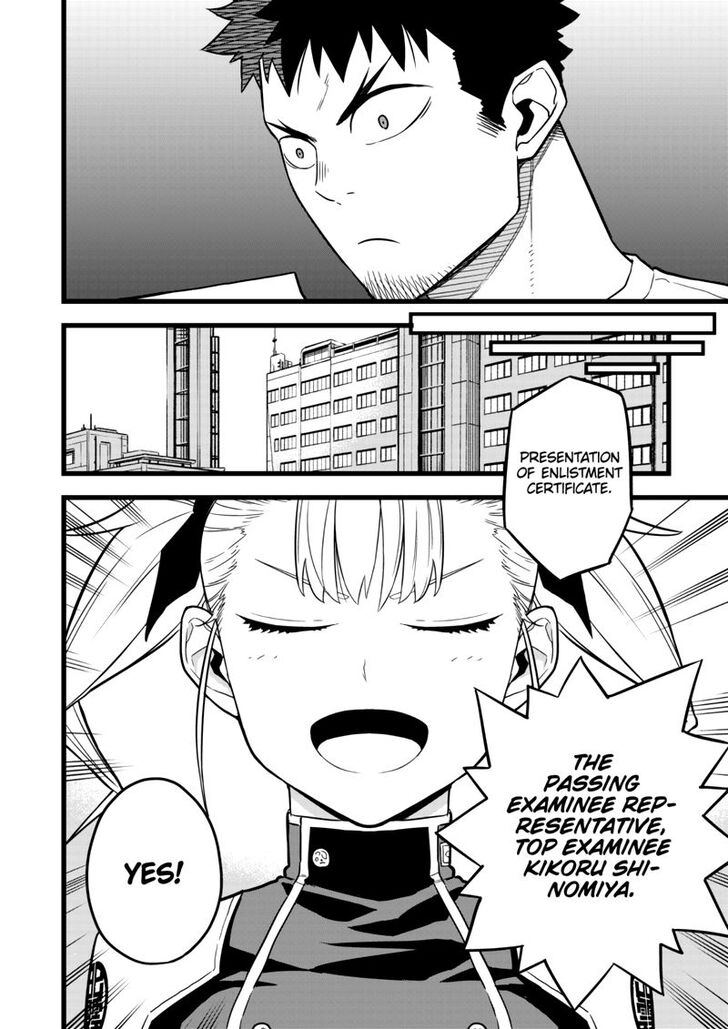 PRESENTATION
OF ENLISTMENT
CERTIFICATE.
THE
PASSING
EXAMINEE REP-
RESENTATIVE,
TOP EXAMINEE
KIKORU SHI-
NOMIYA.
YES!